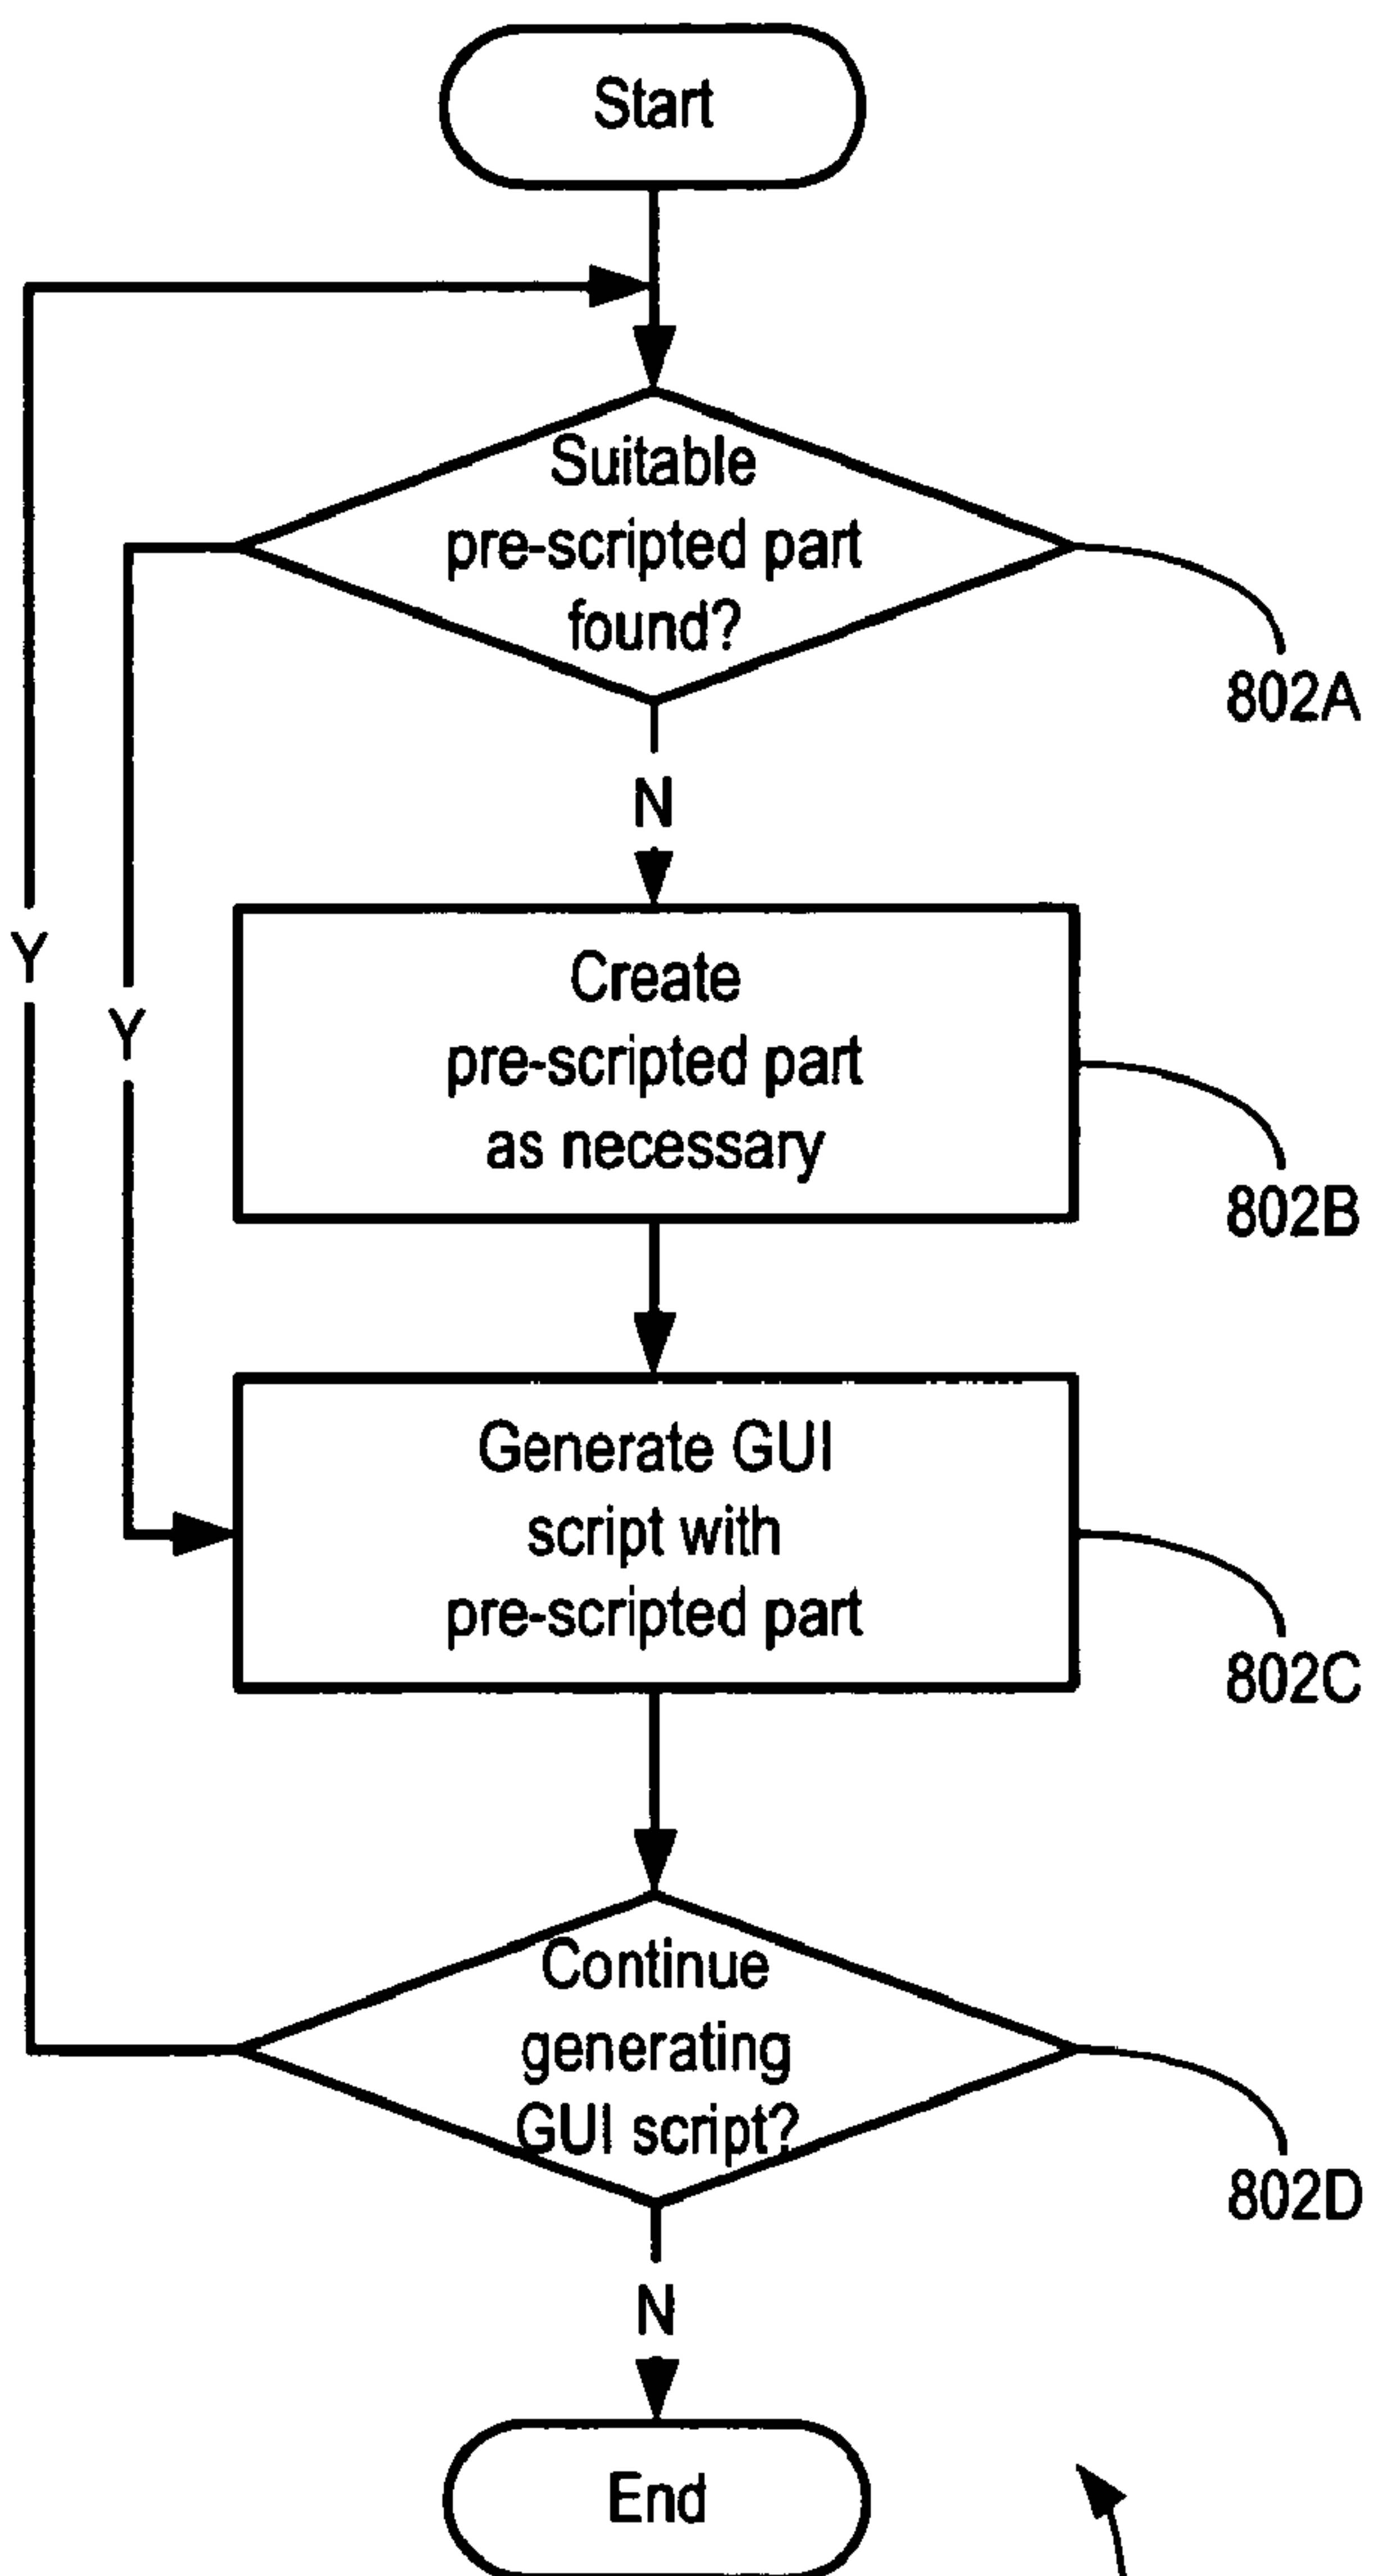 Start
Suitable
pre-scripted part
found?
802A
N
Y
Create
pre-scripted part
as necessary
Y
802B
Generate GUI
script with
pre-scripted part
802C
Continue
generating
GUI script?
802D
N
End